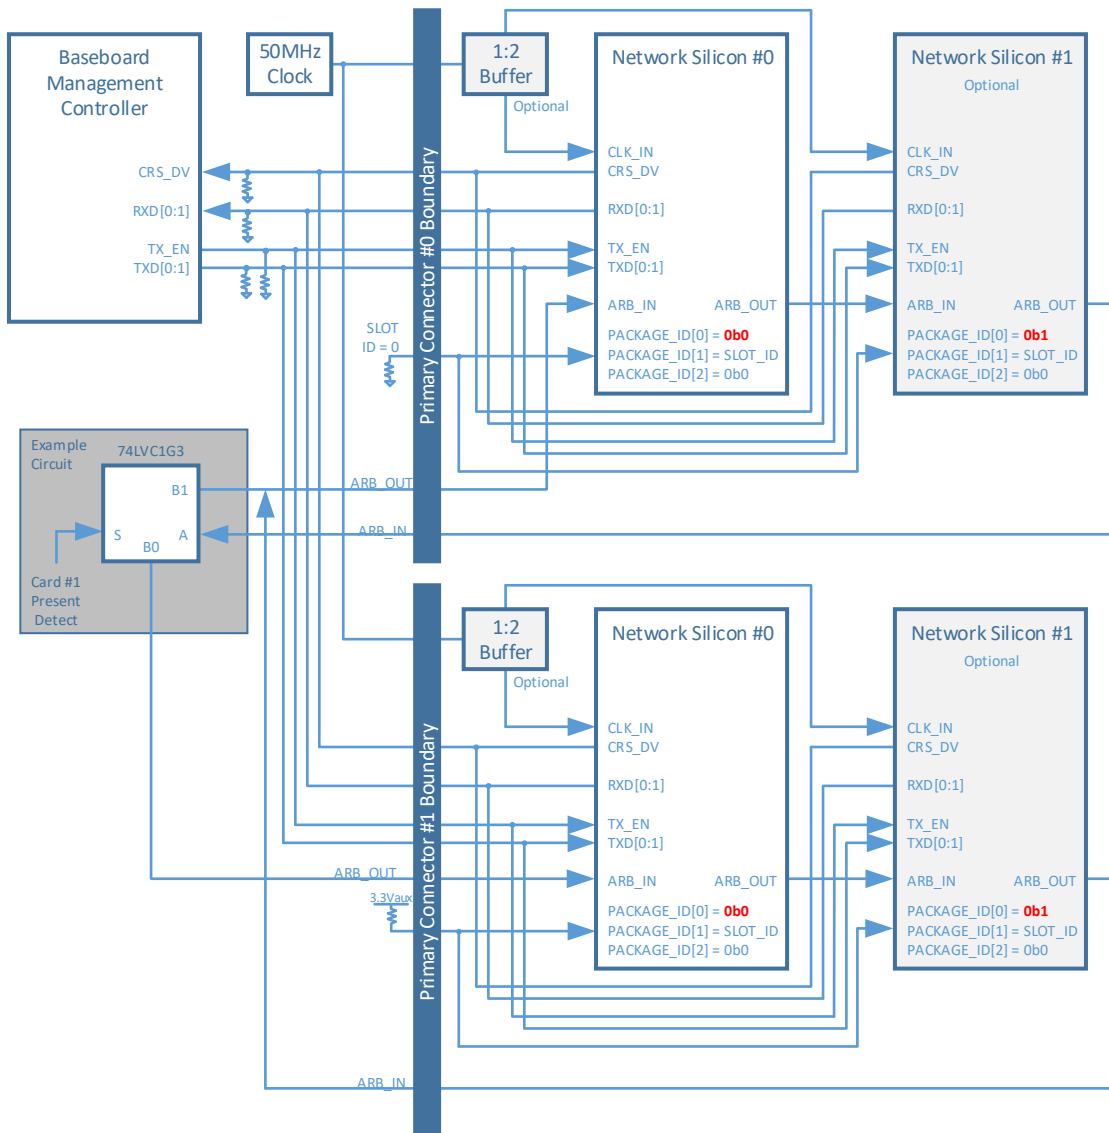 Baseboard
Management
Controller
CRS_DV
RXD[0:1]
TX_EN
TXD[0:1]
50MHz
Clock
Primary Connector #0 Boundary
1:2
Buffer
Optional
Network Silicon #0
CLK_IN
CRS_DV
RXD[0:1]
TX_EN
TXD[0:1]
ARB_IN
ARB_OUT
PACKAGE_ID[0] = 0b0
PACKAGE_ID[1] = SLOT_ID
PACKAGE_ID[2] = 0b0
Network Silicon #1
Optional
CLK_IN
CRS_DV
RXD[0:1]
TX_EN
TXD[0:1]
ARB_IN
ARB_OUT
PACKAGE_ID[0] = 0b1
PACKAGE_ID[1] = SLOT_ID
PACKAGE_ID[2] = 0b0
SLOT
ID = 0
Example
Circuit
74LVC1G3
B1
S
A
B0
Card #1
Present
Detect
ARB_OUT
ARB_IN
Primary Connector #1 Boundary
1:2
Buffer
Optional
Network Silicon #0
CLK_IN
CRS_DV
RXD[0:1]
TX_EN
TXD[0:1]
ARB_IN
ARB_OUT
PACKAGE_ID[0] = 0b0
PACKAGE_ID[1] = SLOT_ID
PACKAGE_ID[2] = 0b0
Network Silicon #1
Optional
CLK_IN
CRS_DV
RXD[0:1]
TX_EN
TXD[0:1]
ARB_IN
ARB_OUT
PACKAGE_ID[0] = 0b1
PACKAGE_ID[1] = SLOT_ID
PACKAGE_ID[2] = 0b0
ARB_OUT
3.3Vaux
ARB_IN